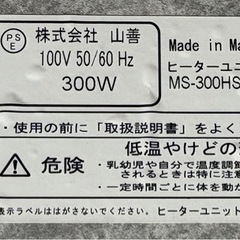 PS
E
株式会社 山善
100V 50/60 Hz
300W
Made in Ma
ヒーターユニ
MS-300HS
・使用の前に「取扱説明書」をよく
危険
低温やけどの
・乳幼児や自分で温度調節
・されるときは特に注意
・一定時間ごとに体を動か
表示ラベルははがさないでください。ヒーターユニット